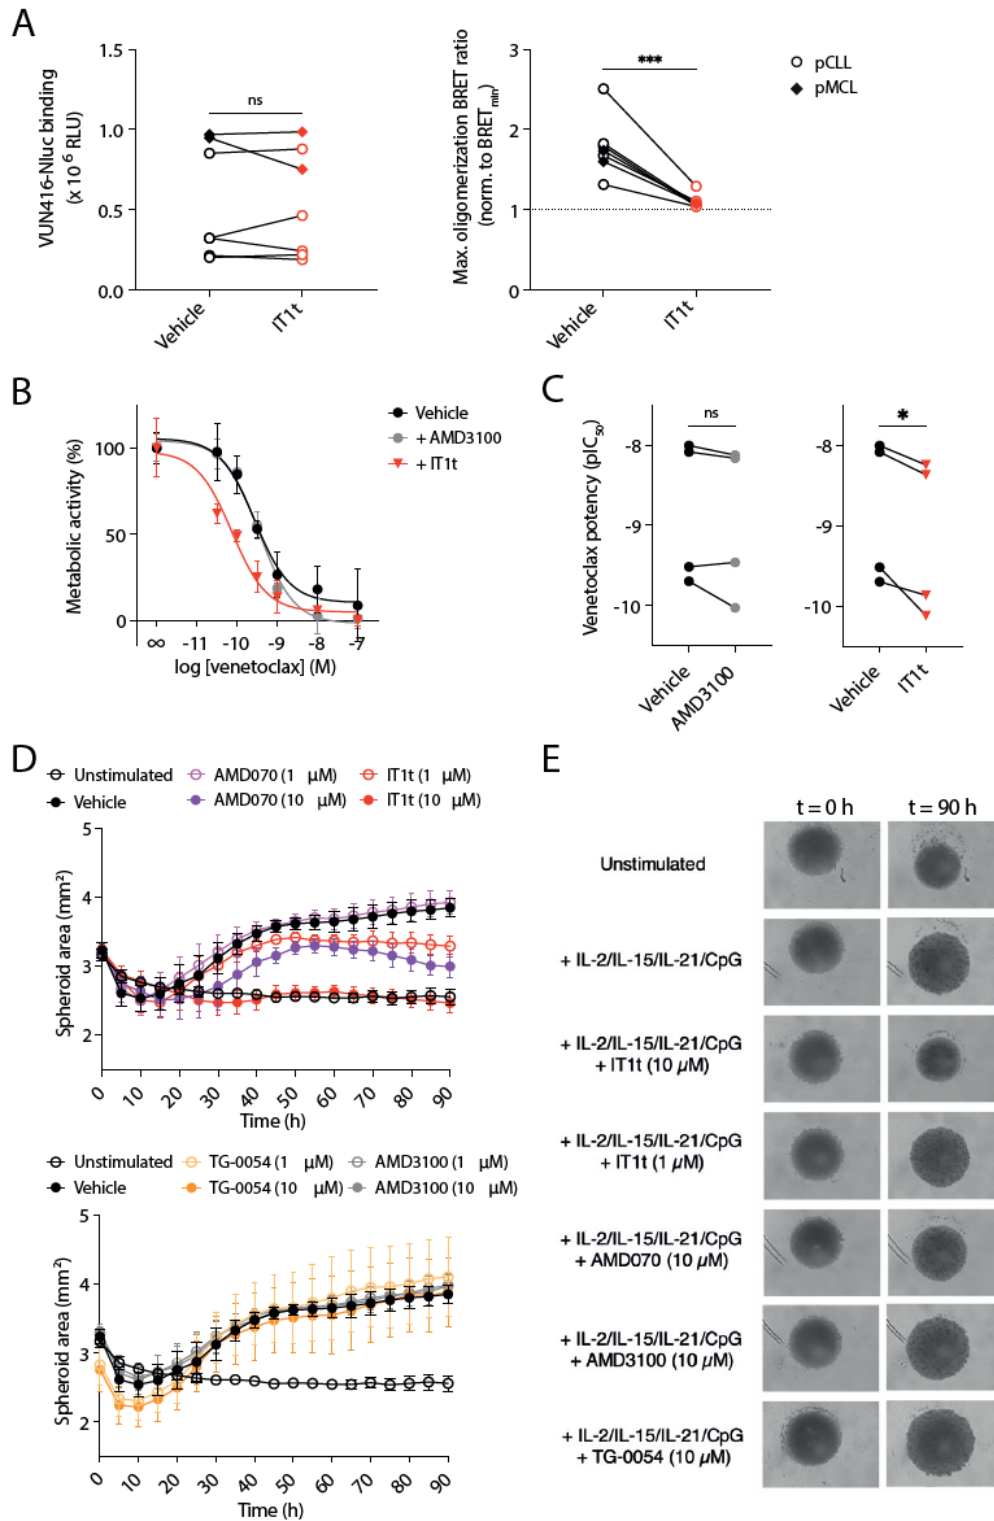 A
1.5
1.0
0.5
0.0
VUN416-Nluc binding
(x 10⁶ RLU)
ns
Vehicle
IT1t
3
2
1
0
Max. oligomerization BRET ratio
(norm. to BRETmin)
***
Vehicle
IT1t
pCLL
pMCL
B
100
50
0
Metabolic activity (%)
∞ -11 -10 -9 -8 -7
log [venetoclax] (M)
Vehicle
+ AMD3100
+ IT1t
C
-8
-9
-10
Venetoclax potency (pIC₅₀)
ns
Vehicle
AMD3100
-8
-9
-10
*
Vehicle
IT1t
D
Unstimulated AMD070 (1 μM) IT1t (1 μM)
Vehicle AMD070 (10 μM) IT1t (10 μM)
5
4
3
2
Spheroid area (mm²)
0 10 20 30 40 50 60 70 80 90
Time (h)
Unstimulated TG-0054 (1 μM) AMD3100 (1 μM)
Vehicle TG-0054 (10 μM) AMD3100 (10 μM)
5
4
3
2
Spheroid area (mm²)
0 10 20 30 40 50 60 70 80 90
Time (h)
E
t = 0 h t = 90 h
Unstimulated
+ IL-2/IL-15/IL-21/CpG
+ IL-2/IL-15/IL-21/CpG
+ IT1t (10 μM)
+ IL-2/IL-15/IL-21/CpG
+ IT1t (1 μM)
+ IL-2/IL-15/IL-21/CpG
+ AMD070 (10 μM)
+ IL-2/IL-15/IL-21/CpG
+ AMD3100 (10 μM)
+ IL-2/IL-15/IL-21/CpG
+ TG-0054 (10 μM)